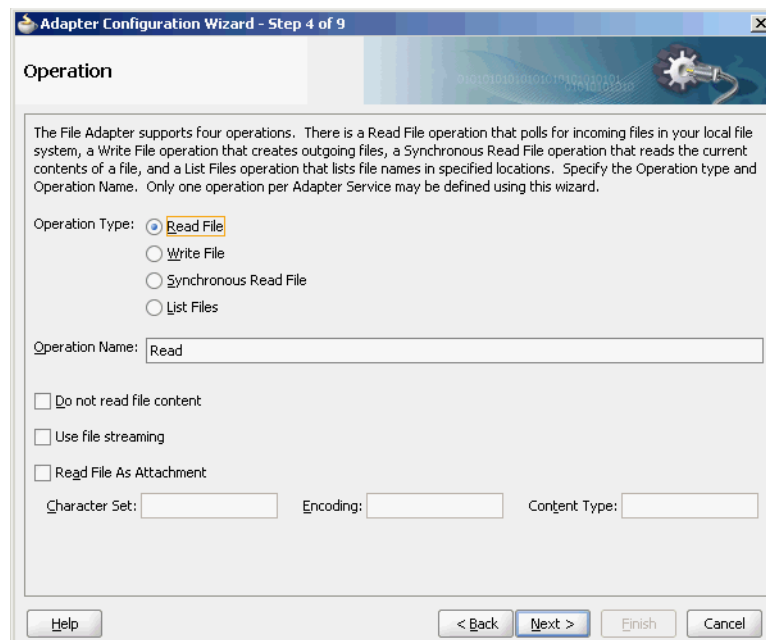 Adapter Configuration Wizard - Step 4 of 9
Operation
The File Adapter supports four operations. There is a Read File operation that polls for incoming files in your local file
system, a Write File operation that creates outgoing files, a Synchronous Read File operation that reads the current
contents of a file, and a List Files operation that lists file names in specified locations. Specify the Operation type and
Operation Name. Only one operation per Adapter Service may be defined using this wizard.
Operation Type: Read File
Write File
Synchronous Read File
List Files
Operation Name: Read
Do not read file content
Use file streaming
Read File As Attachment
Character Set: Encoding: Content Type:
Help < Back Next > Finish Cancel